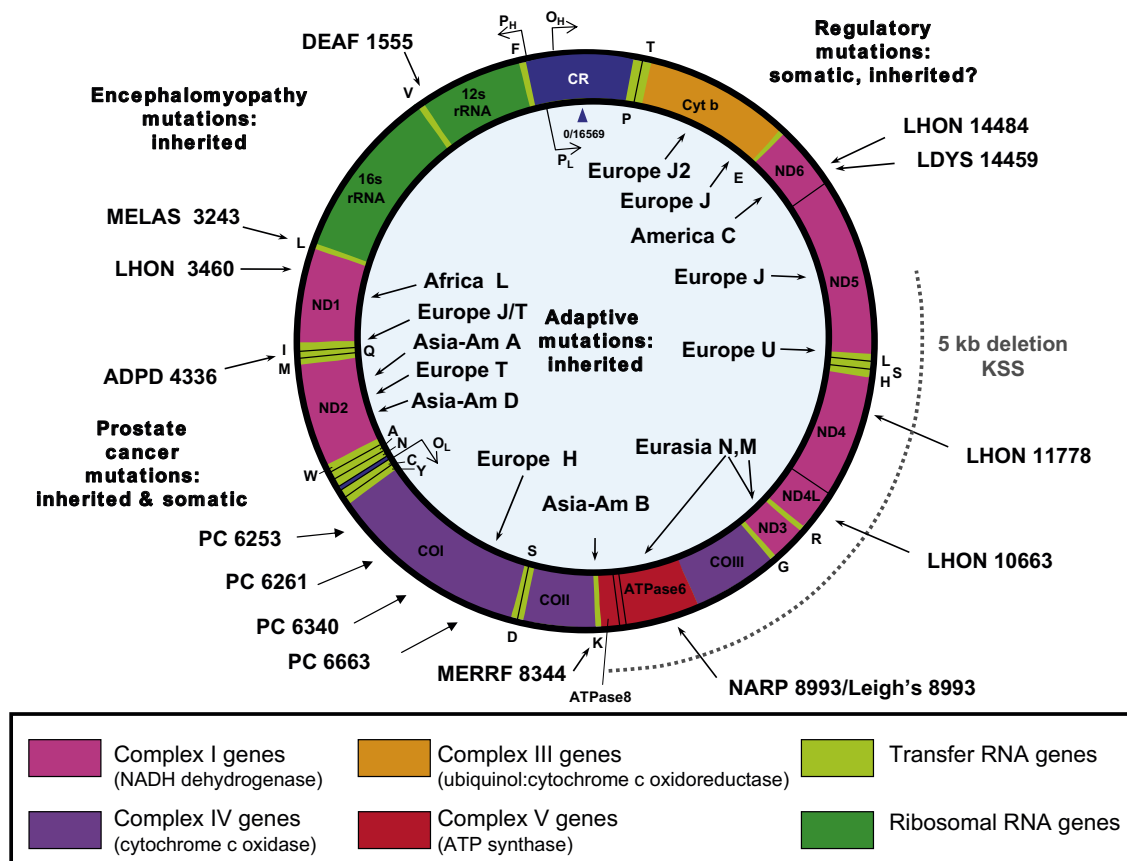 DEAF 1555
P_H
O_H
F
T
Regulatory
mutations:
somatic, inherited?
Encephalomyopathy
mutations:
inherited
V
12s
rRNA
CR
Cyt b
P
0/16569
P_L
E
ND6
LHON 14484
LDYS 14459
16s
rRNA
Europe J2
Europe J
America C
MELAS 3243
L
LHON 3460
ND1
Africa L
Europe J/T
Asia-Am A
Europe T
Asia-Am D
Adaptive
mutations:
inherited
Europe J
ND5
Europe U
5 kb deletion
KSS
I
M
Q
ADPD 4336
L
S
H
ND2
ND4
Prostate
cancer
mutations:
inherited & somatic
A
N
C
Y
O_L
W
Europe H
Eurasia N,M
Asia-Am B
LHON 11778
ND4L
ND3
R
G
LHON 10663
PC 6253
PC 6261
PC 6340
PC 6663
COI
S
D
COII
K
COIII
ATPase6
MERRF 8344
ATPase8
NARP 8993/Leigh's 8993
Complex I genes
(NADH dehydrogenase)
Complex III genes
(ubiquinol:cytochrome c oxidoreductase)
Transfer RNA genes
Complex IV genes
(cytochrome c oxidase)
Complex V genes
(ATP synthase)
Ribosomal RNA genes